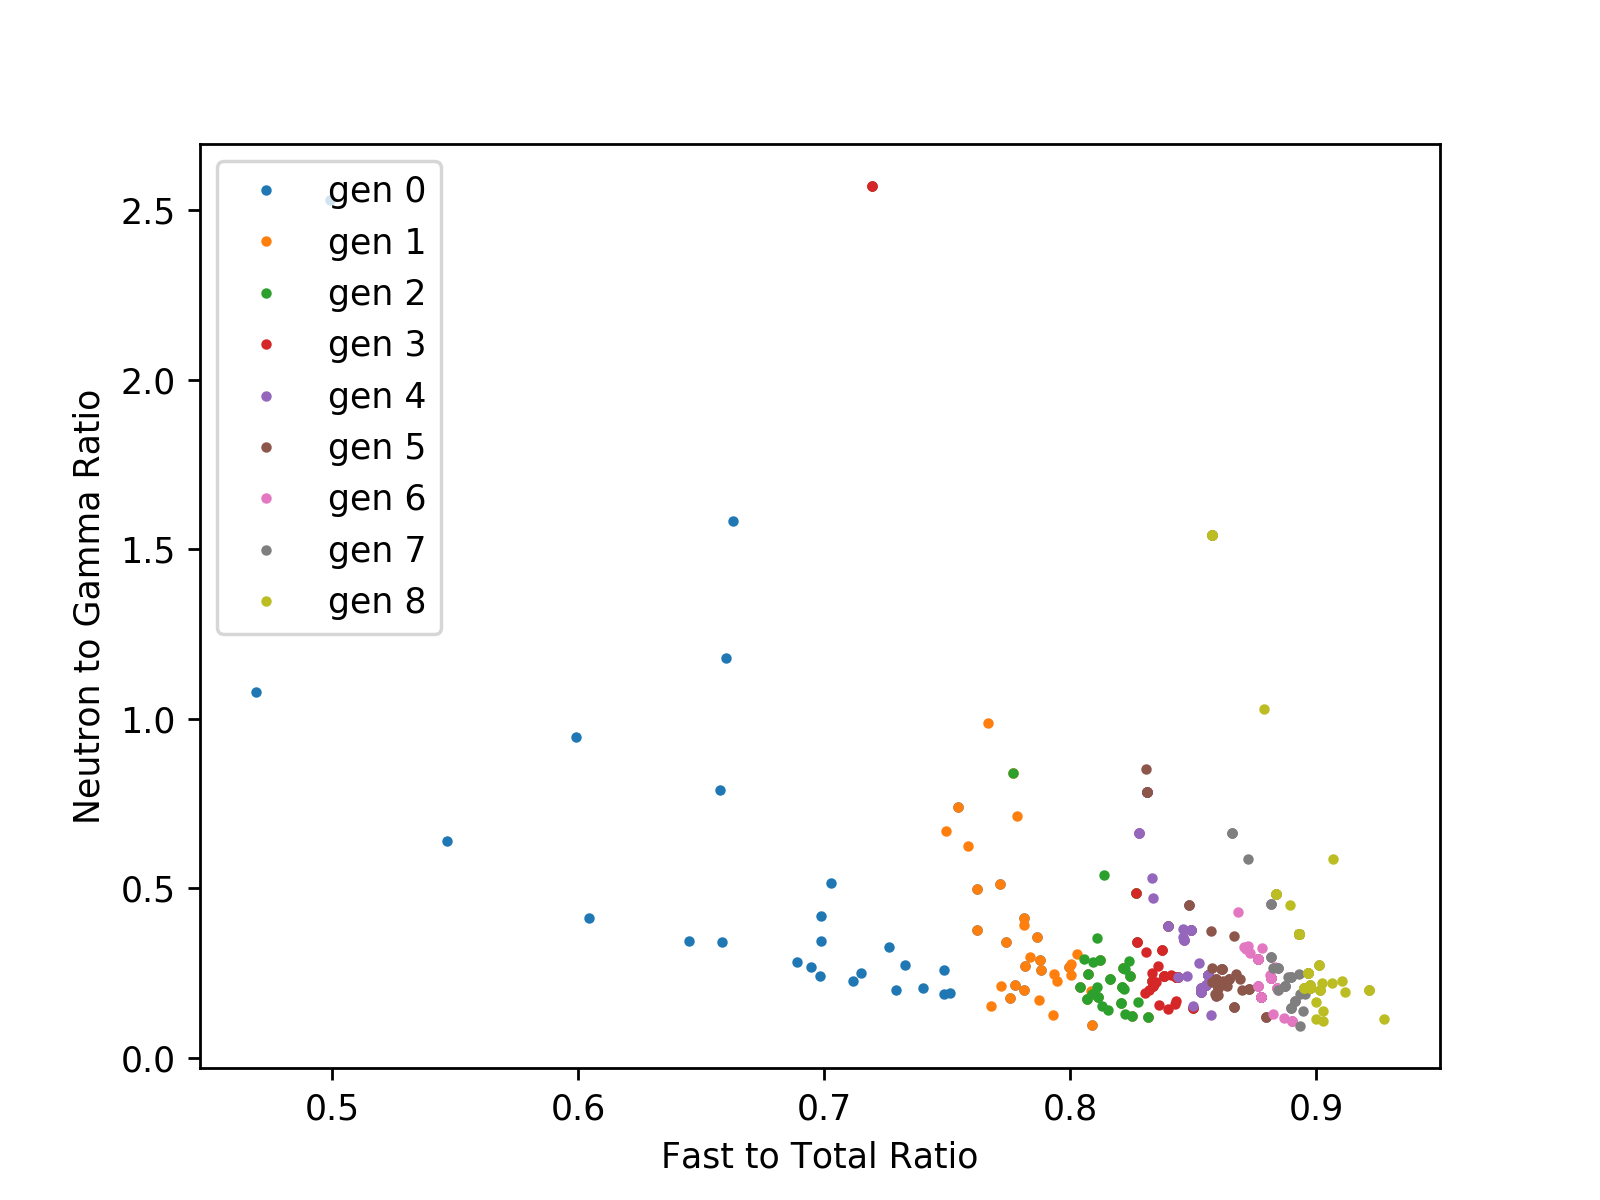 gen 0
gen 1
gen 2
gen 3
gen 4
gen 5
gen 6
gen 7
gen 8
2.5
2.0
1.5
1.0
0.5
0.0
Neutron to Gamma Ratio
0.5 0.6 0.7 0.8 0.9
Fast to Total Ratio